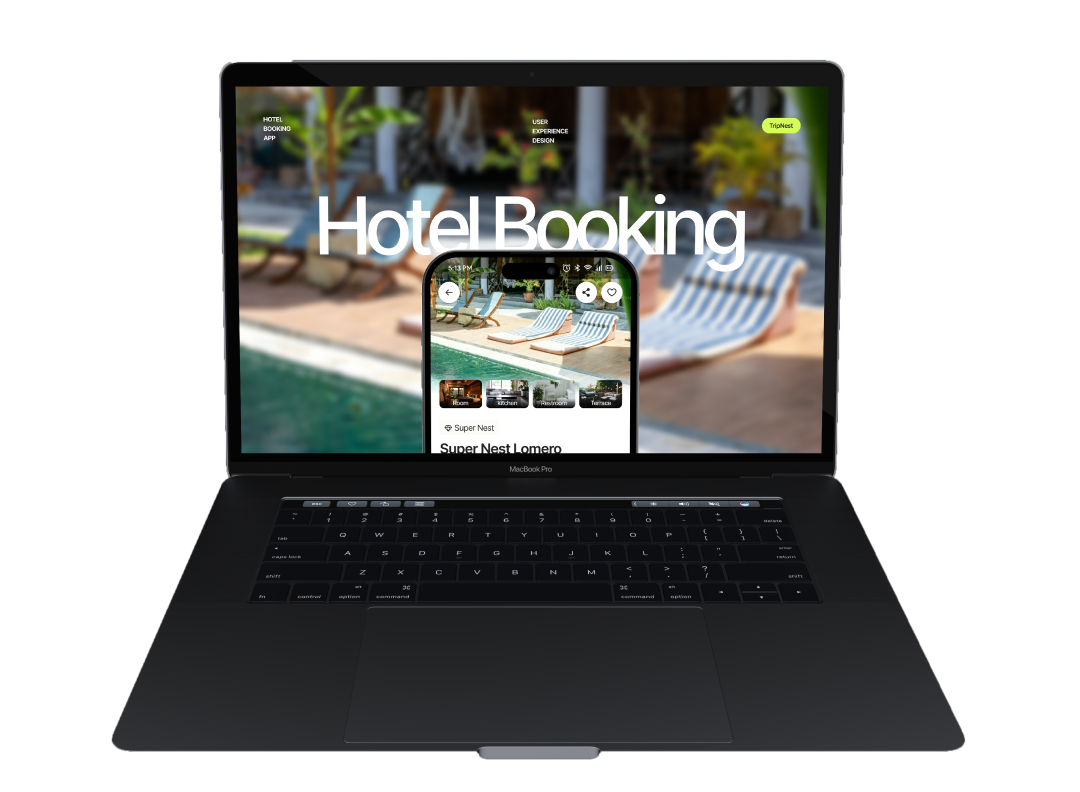 HOTEL
BOOKING
APP
USER
EXPERIENCE
DESIGN
TripNest
Hotel Booking
5:13 PM
Room
kitchen
Restroom
Terrace
Super Nest
Super Nest Lomero
MacBook Pro
esc
~ ! @ # $ % ^ & * ( ) _ +
1 2 3 4 5 6 7 8 9 0 - = delete
tab Q W E R T Y U I O P { [ } ] | \
caps lock A S D F G H J K L : ; " ' enter return
shift Z X C V B N M < , > . ? / shift
fn control option alt command ⌘ ⌘ command alt option